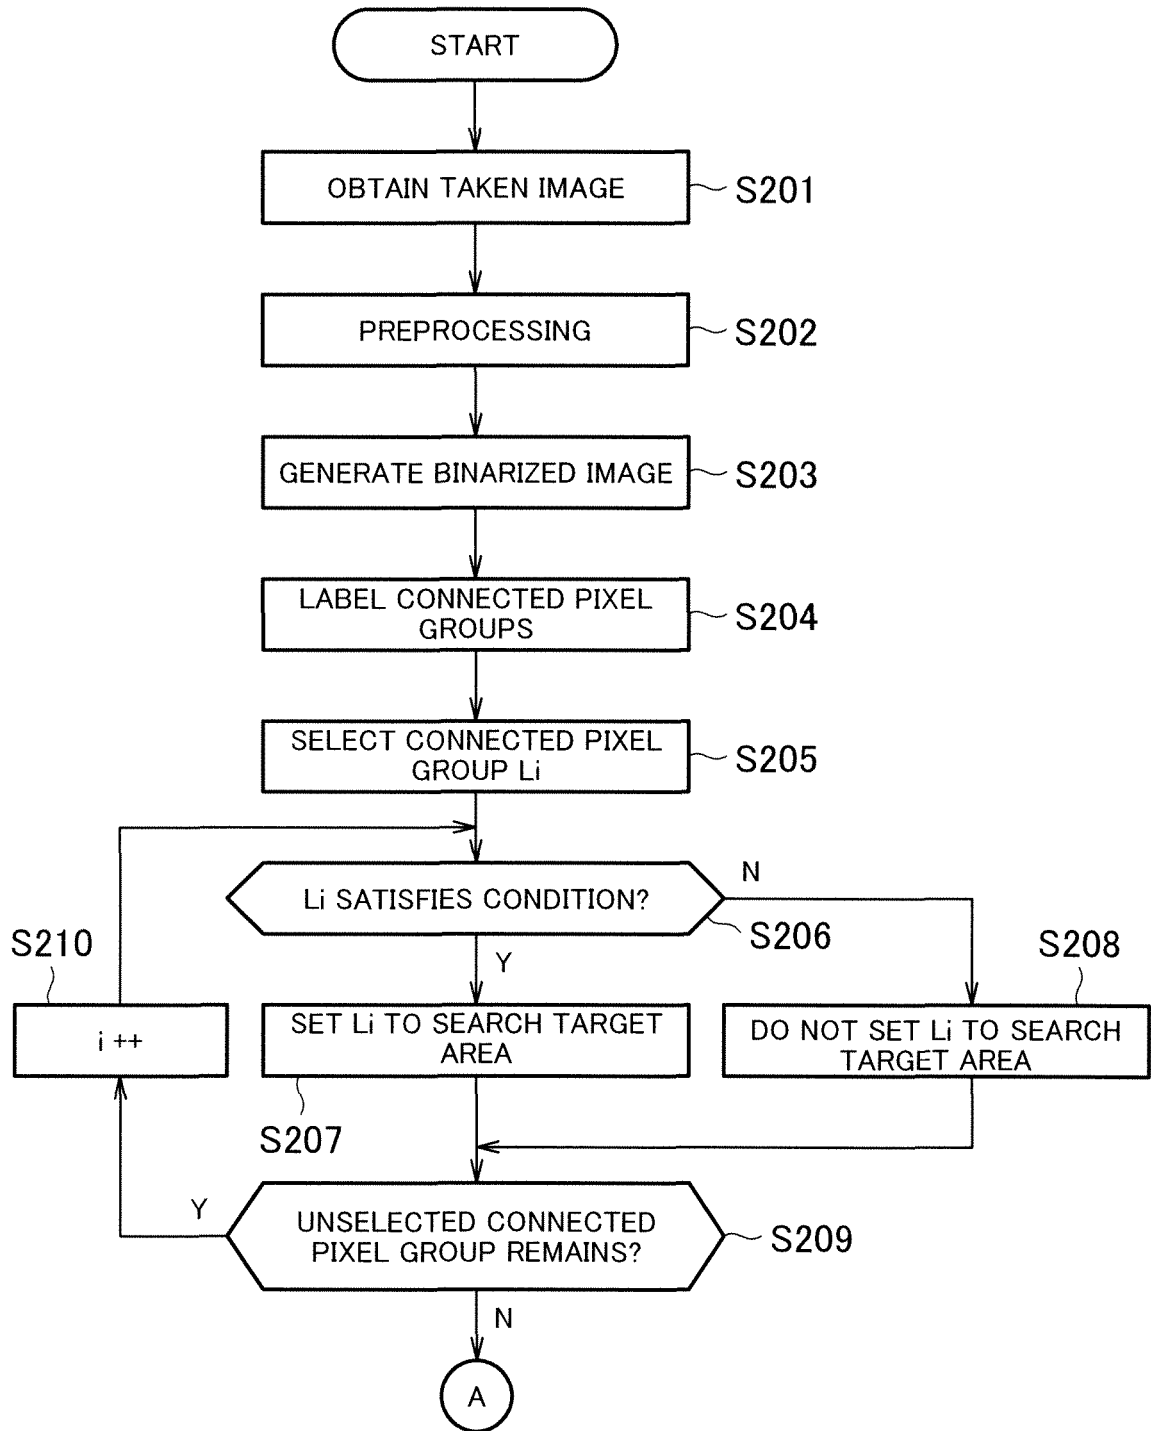 START
OBTAIN TAKEN IMAGE
S201
PREPROCESSING
S202
GENERATE BINARIZED IMAGE
S203
LABEL CONNECTED PIXEL
GROUPS
S204
SELECT CONNECTED PIXEL
GROUP Li
S205
Li SATISFIES CONDITION?
N
S206
Y
S210
i ++
SET Li TO SEARCH TARGET
AREA
S207
S208
DO NOT SET Li TO SEARCH
TARGET AREA
Y
UNSELECTED CONNECTED
PIXEL GROUP REMAINS?
S209
N
A